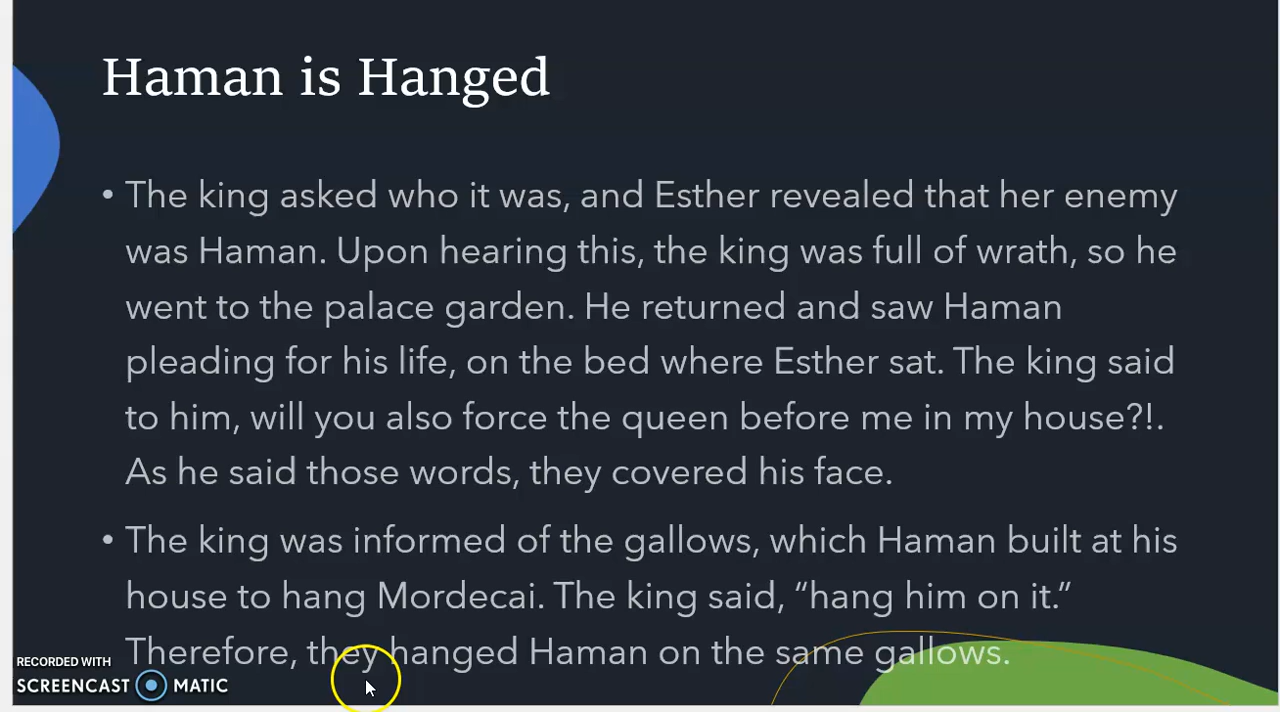 Haman is Hanged
• The king asked who it was, and Esther revealed that her enemy
was Haman. Upon hearing this, the king was full of wrath, so he
went to the palace garden. He returned and saw Haman
pleading for his life, on the bed where Esther sat. The king said
to him, will you also force the queen before me in my house?!.
As he said those words, they covered his face.
• The king was informed of the gallows, which Haman built at his
house to hang Mordecai. The king said, “hang him on it.”
Therefore, they hanged Haman on the same gallows.
RECORDED WITH
SCREENCAST MATIC